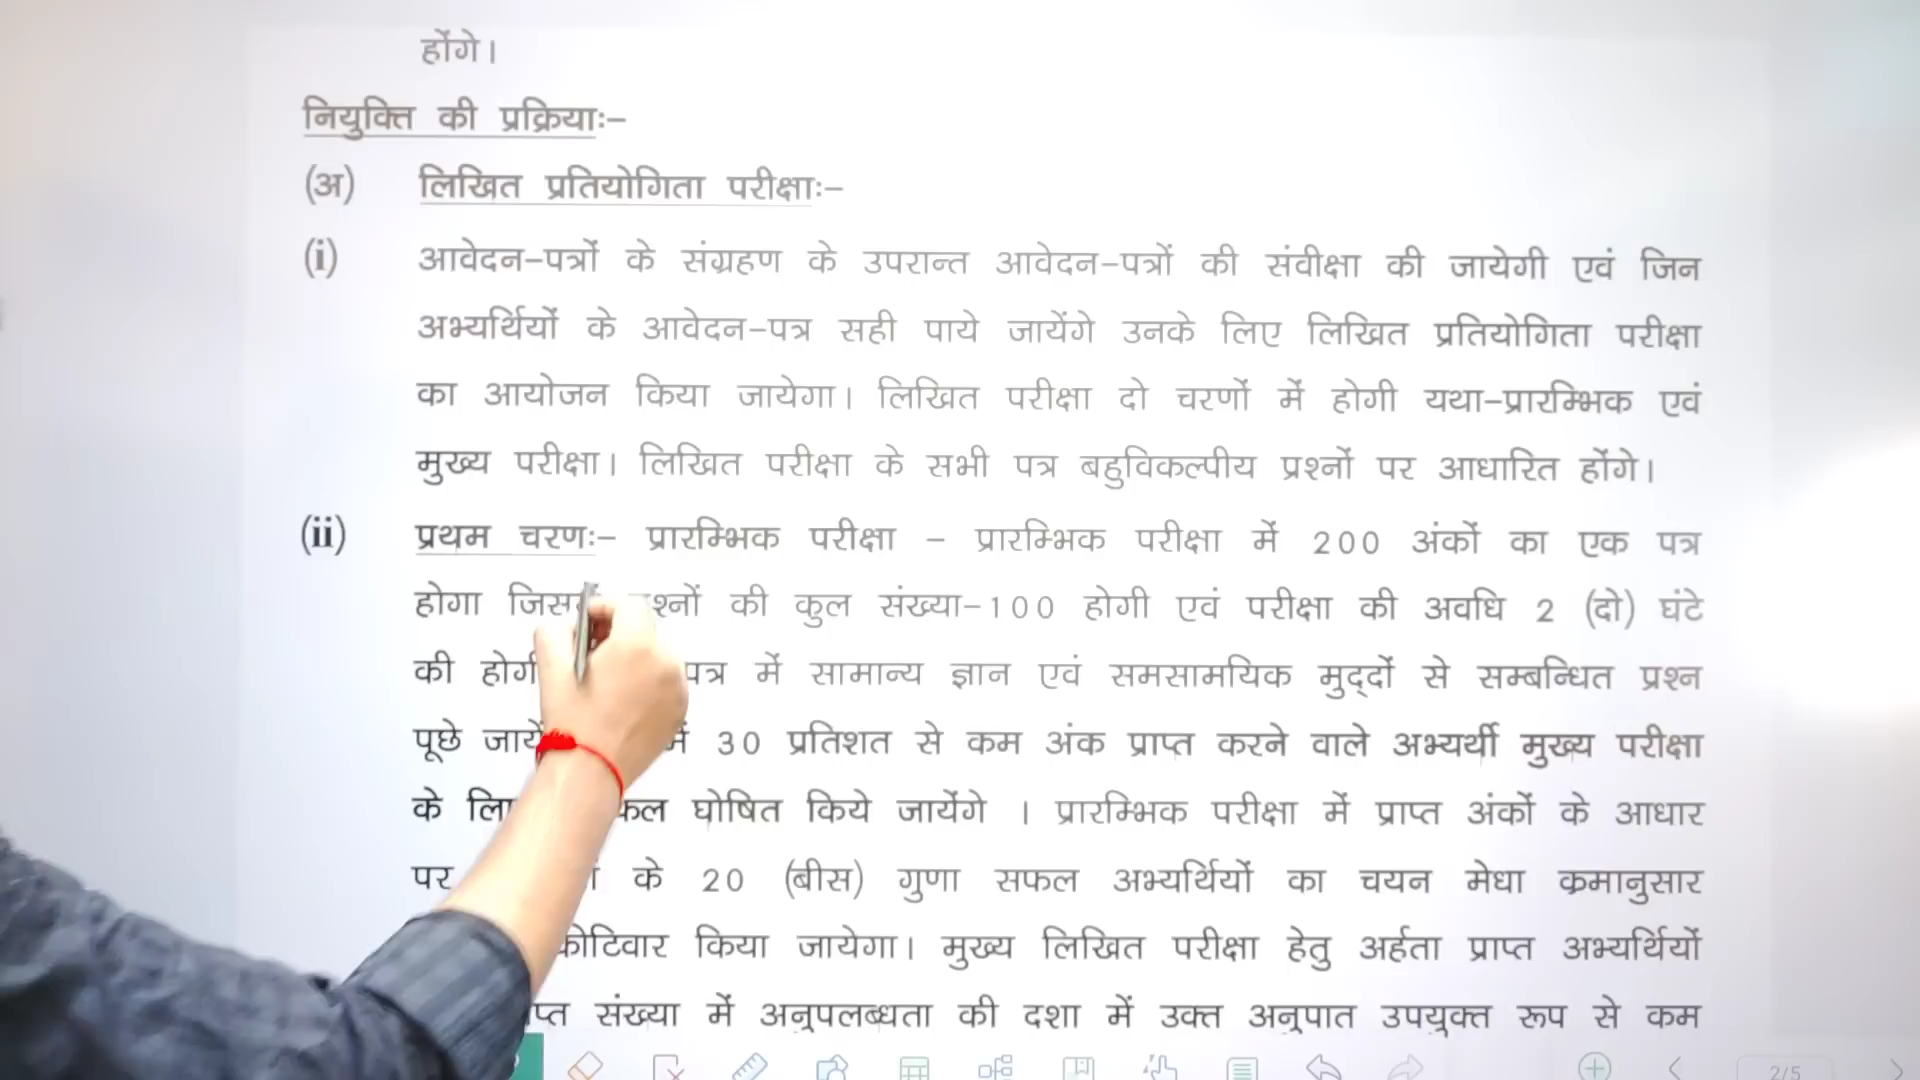 होंगे।
नियुक्ति की प्रक्रियाः–
(अ) लिखित प्रतियोगिता परीक्षाः–
(i) आवेदन–पत्रों के संग्रहण के उपरान्त आवेदन–पत्रों की संवीक्षा की जायेगी एवं जिन
अभ्यर्थियों के आवेदन–पत्र सही पाये जायेंगे उनके लिए लिखित प्रतियोगिता परीक्षा
का आयोजन किया जायेगा। लिखित परीक्षा दो चरणों में होगी यथा–प्रारम्भिक एवं
मुख्य परीक्षा। लिखित परीक्षा के सभी पत्र बहुविकल्पीय प्रश्नों पर आधारित होंगे।
(ii) प्रथम चरणः– प्रारम्भिक परीक्षा – प्रारम्भिक परीक्षा में 200 अंकों का एक पत्र
होगा की कुल संख्या–100 होगी एवं परीक्षा की अवधि 2 (दो) घंटे
की पत्र में सामान्य ज्ञान एवं समसामयिक मुद्दों से सम्बन्धित प्रश्न
पूछे 30 प्रतिशत से कम अंक प्राप्त करने वाले अभ्यर्थी मुख्य परीक्षा
के घोषित किये जायेंगे । प्रारम्भिक परीक्षा में प्राप्त अंकों के आधार
पर के 20 (बीस) गुणा सफल अभ्यर्थियों का चयन मेधा क्रमानुसार
कोटिवार किया जायेगा। मुख्य लिखित परीक्षा हेतु अर्हता प्राप्त अभ्यर्थियों
संख्या में अनुपलब्धता की दशा में उक्त अनुपात उपयुक्त रूप से कम
2/5